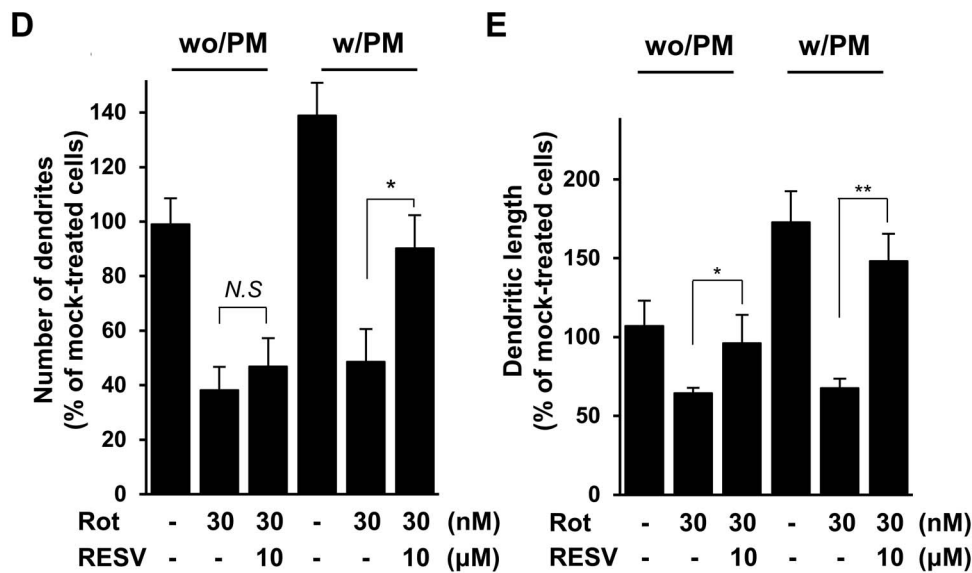 D
wo/PM w/PM
Number of dendrites
(% of mock-treated cells)
140
120
100
80
60
40
20
0
N.S
*
Rot - 30 30 - 30 30 (nM)
RESV - - 10 - - 10 (μM)
E
wo/PM w/PM
Dendritic length
(% of mock-treated cells)
200
150
100
50
0
*
**
Rot - 30 30 - 30 30 (nM)
RESV - - 10 - - 10 (μM)